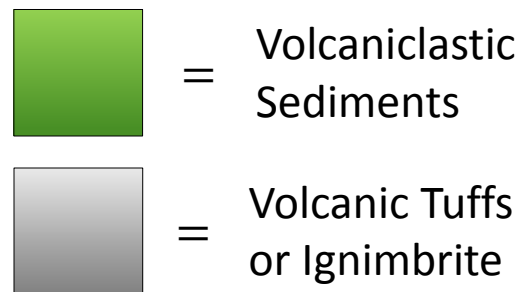 = Volcaniclastic
Sediments
= Volcanic Tuffs
or Ignimbrite